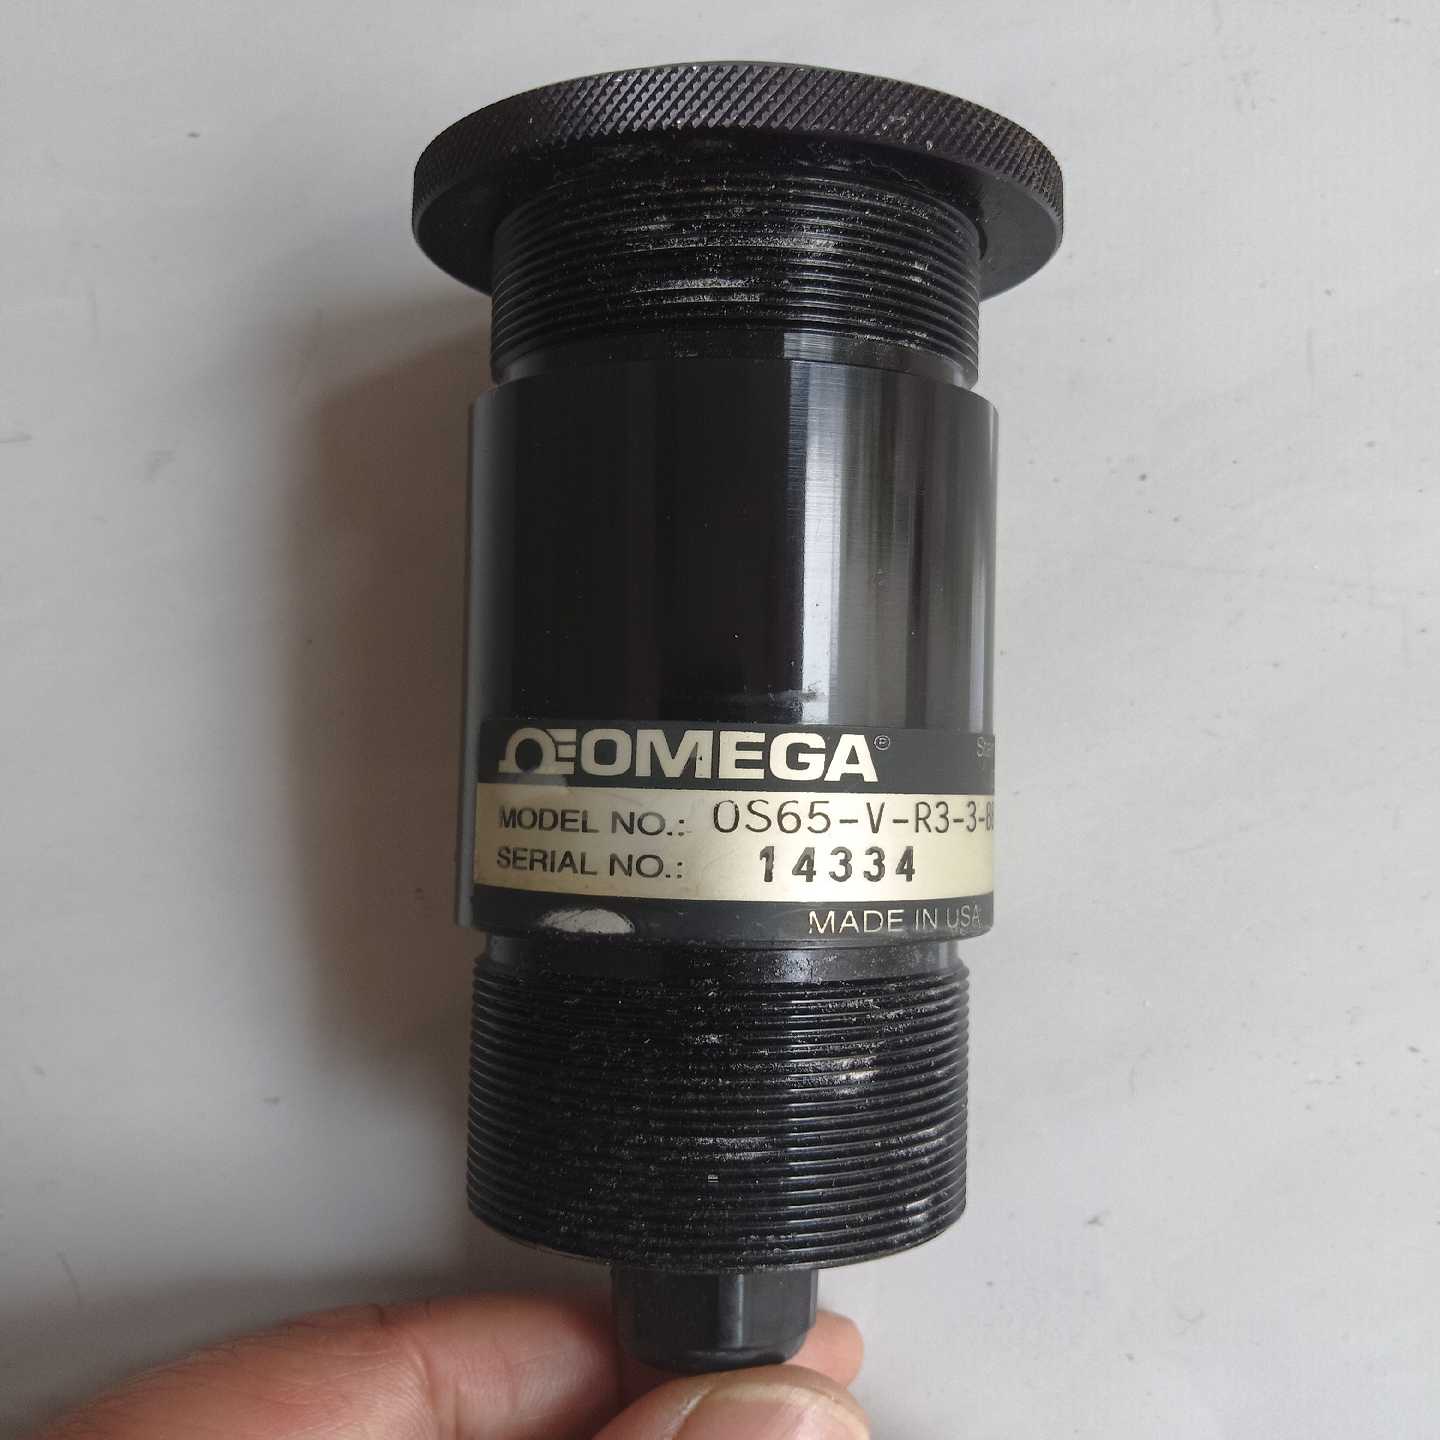 OMEGA®
MODEL NO.: OS65-V-R3-3-
SERIAL NO.: 14334
MADE IN USA